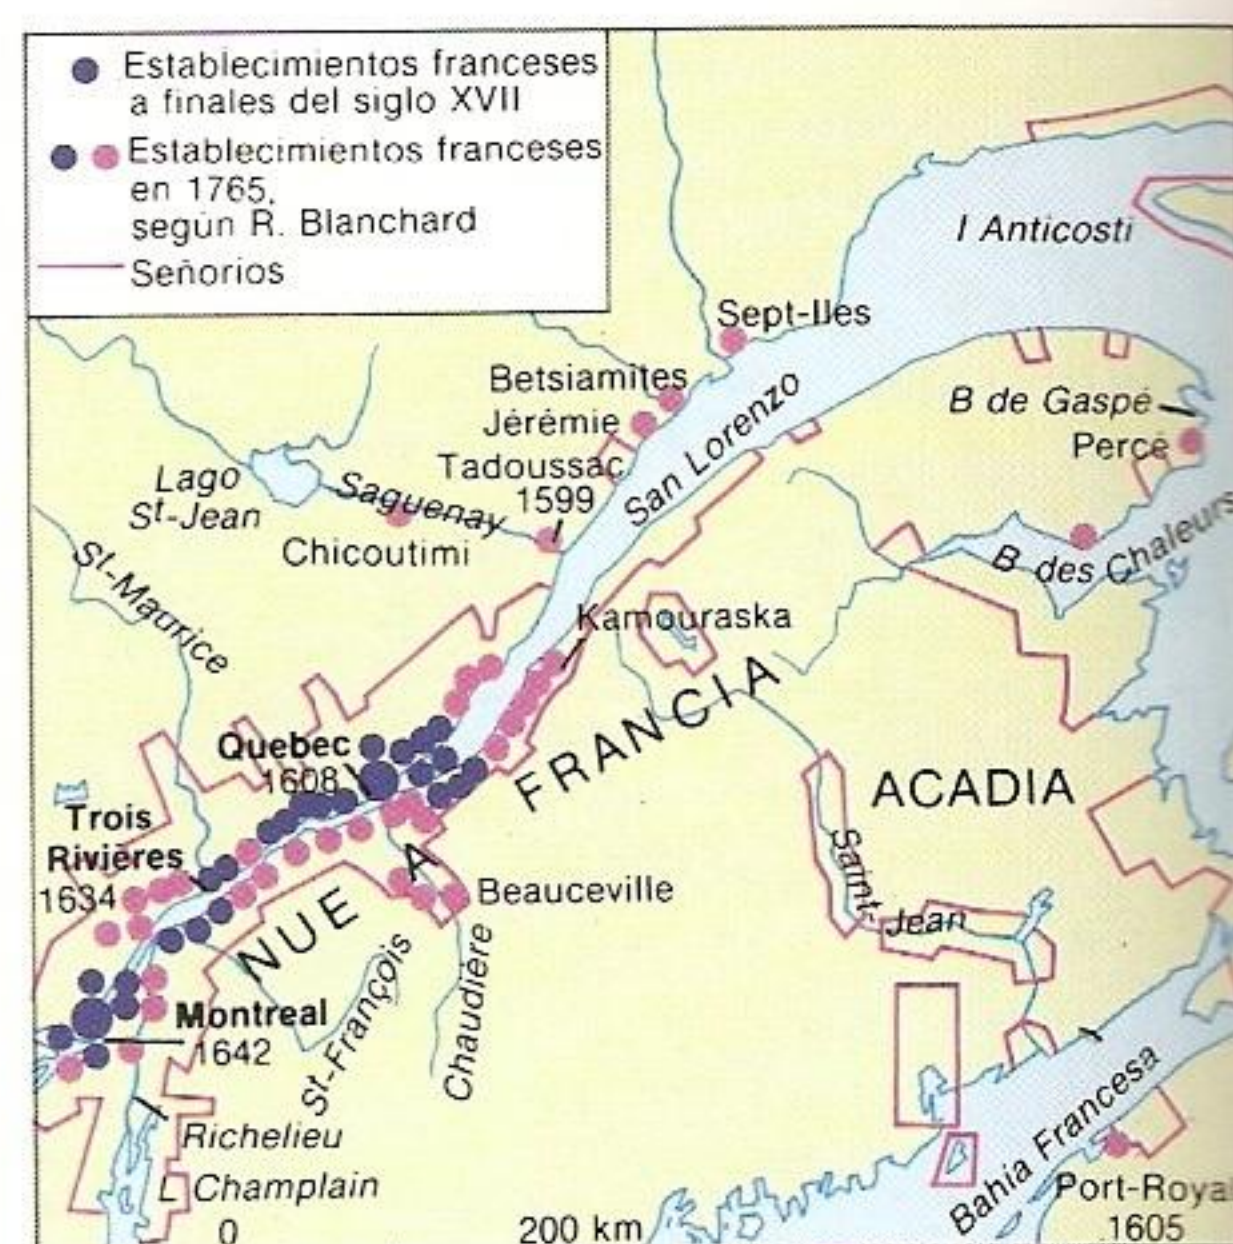 Establecimientos franceses
a finales del siglo XVII
Establecimientos franceses
en 1765,
según R. Blanchard
Señorios
I Anticosti
Sept-Iles
Betsiamites
Jérémie
Tadoussac
1599
San Lorenzo
B de Gaspé
Percé
B des Chaleurs
Lago
St-Jean
Saguenay
Chicoutimi
St-Maurice
Kamouraska
Quebec
1608
NUE A FRANCIA
ACADIA
Trois
Rivières
1634
Beauceville
Saint-Jean
Montreal
1642
St-François
Chaudière
Richelieu
L Champlain
Bahia Francesa
Port-Royal
1605
0 200 km